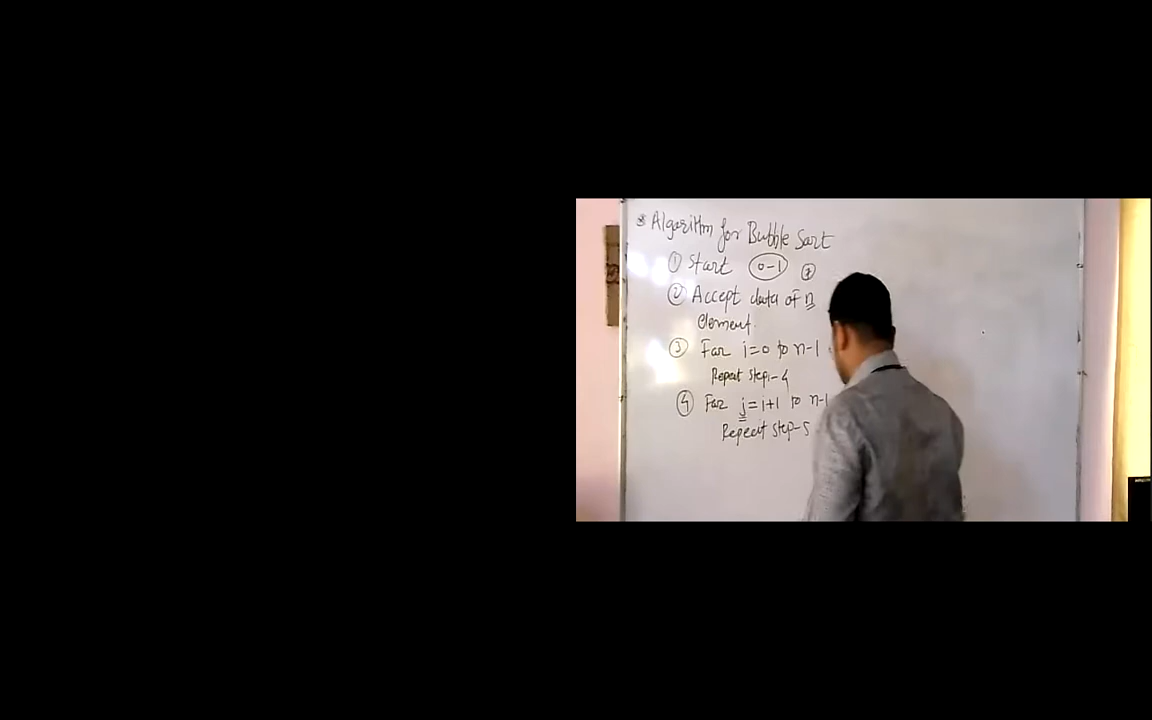 Algorithm for Bubble Sort
① Start 0-1
② Accept data of n
element.
③ For i=0 to n-1
Repeat step-4
④ For j=i+1 to n-1
Repeat step-5